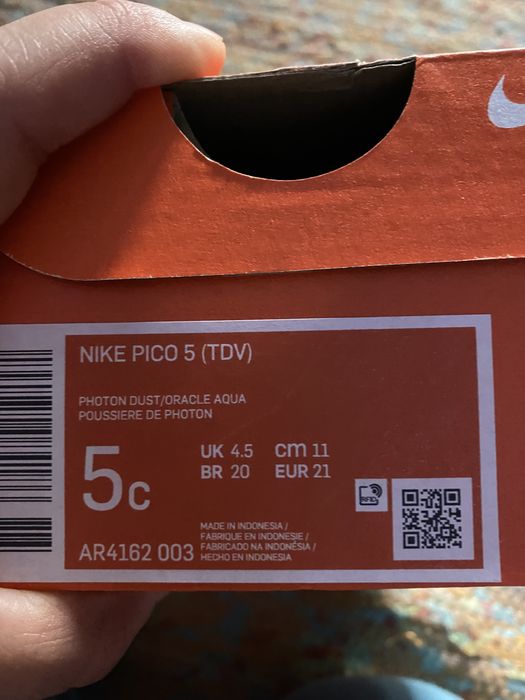 NIKE PICO 5 (TDV)
PHOTON DUST/ORACLE AQUA
POUSSIERE DE PHOTON
5C
UK 4.5 cm 11
BR 20 EUR 21
RFID
AR4162 003
MADE IN INDONESIA /
FABRIQUE EN INDONESIE /
FABRICADO NA INDONÉSIA /
HECHO EN INDONESIA